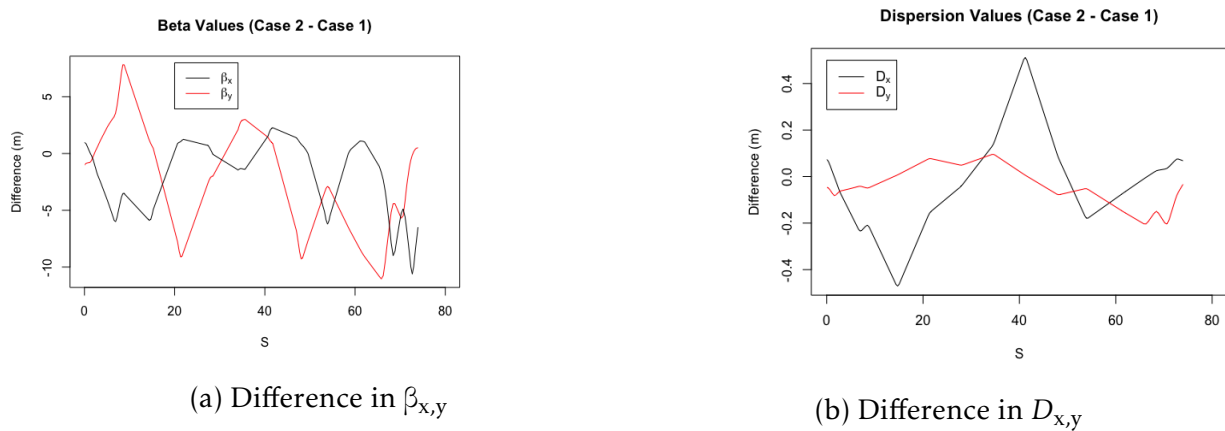 Beta Values (Case 2 - Case 1)
Difference (m)
5
0
-5
-10
βx
βy
0 20 40 60 80
S
(a) Difference in βx,y
Dispersion Values (Case 2 - Case 1)
Difference (m)
0.4
0.2
0.0
-0.2
-0.4
Dx
Dy
0 20 40 60 80
S
(b) Difference in Dx,y